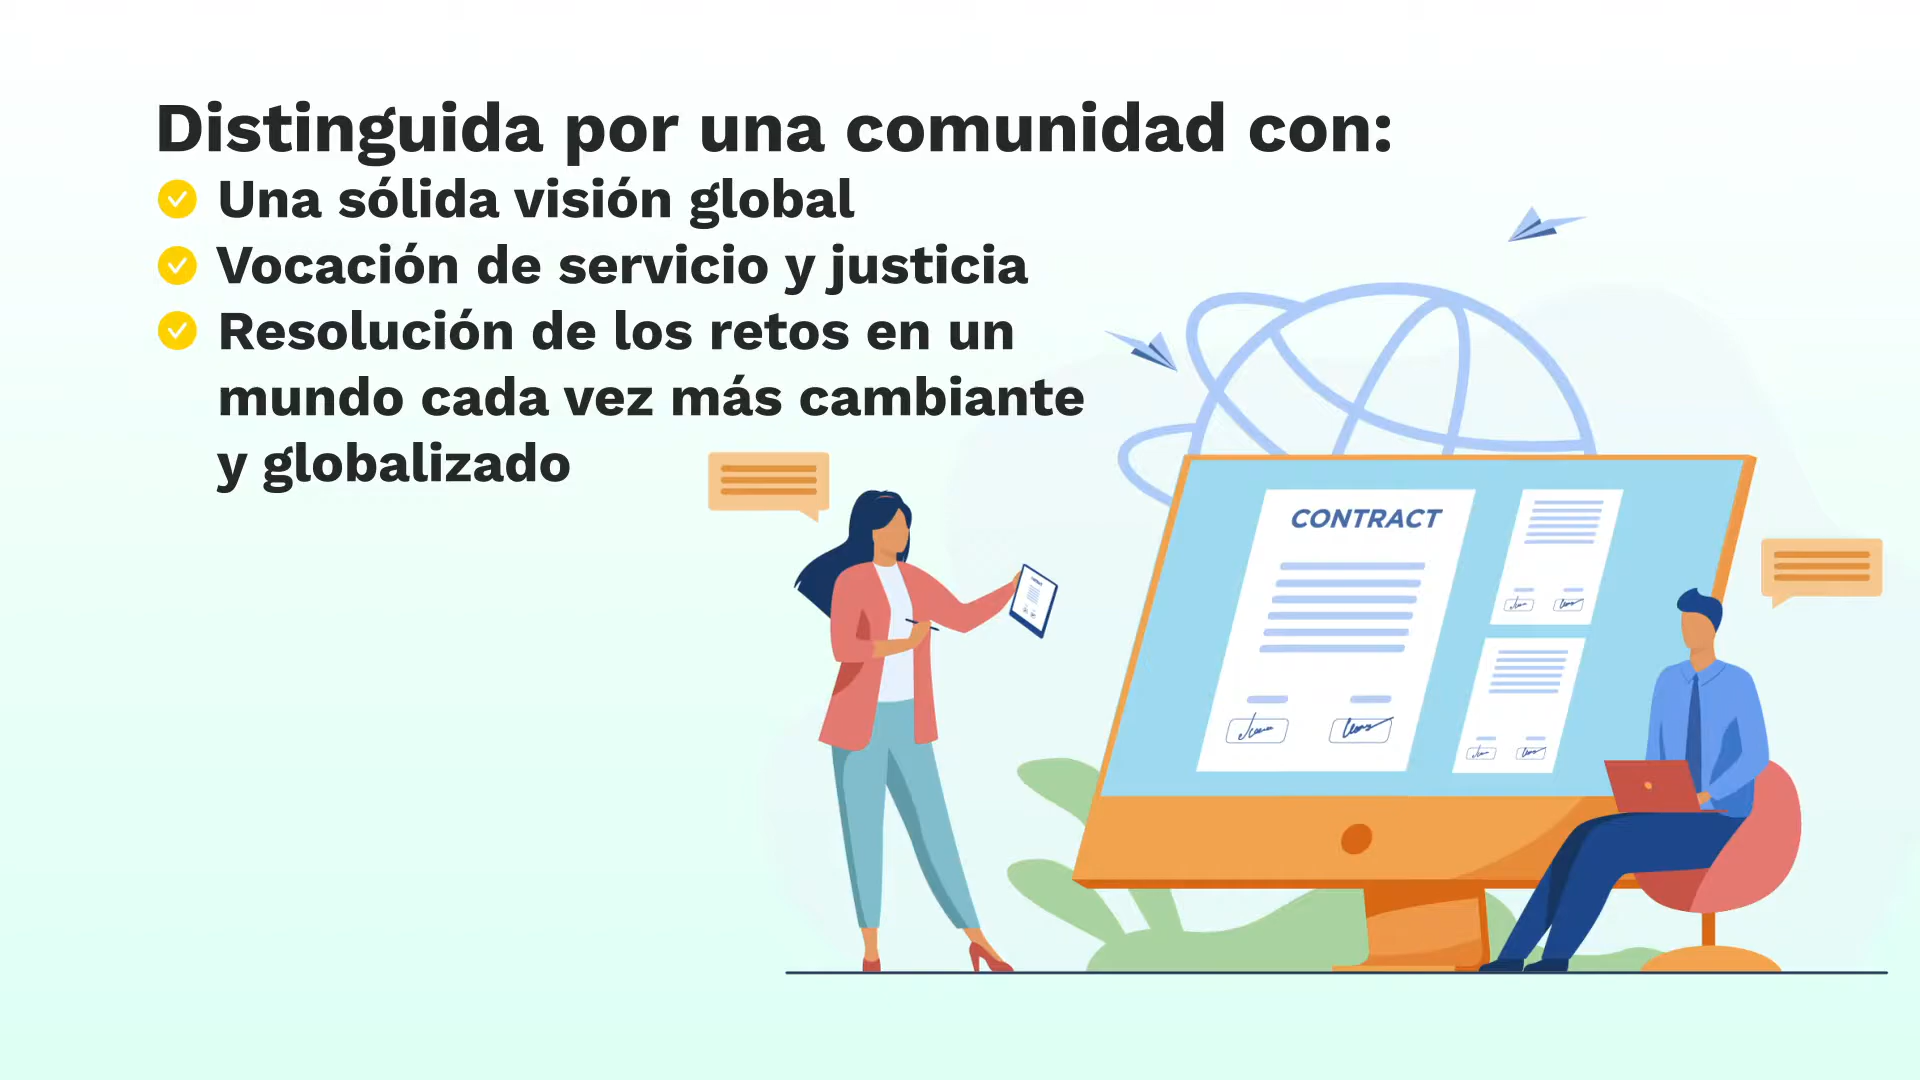 Distinguida por una comunidad con:
Una sólida visión global
Vocación de servicio y justicia
Resolución de los retos en un
mundo cada vez más cambiante
y globalizado
CONTRACT